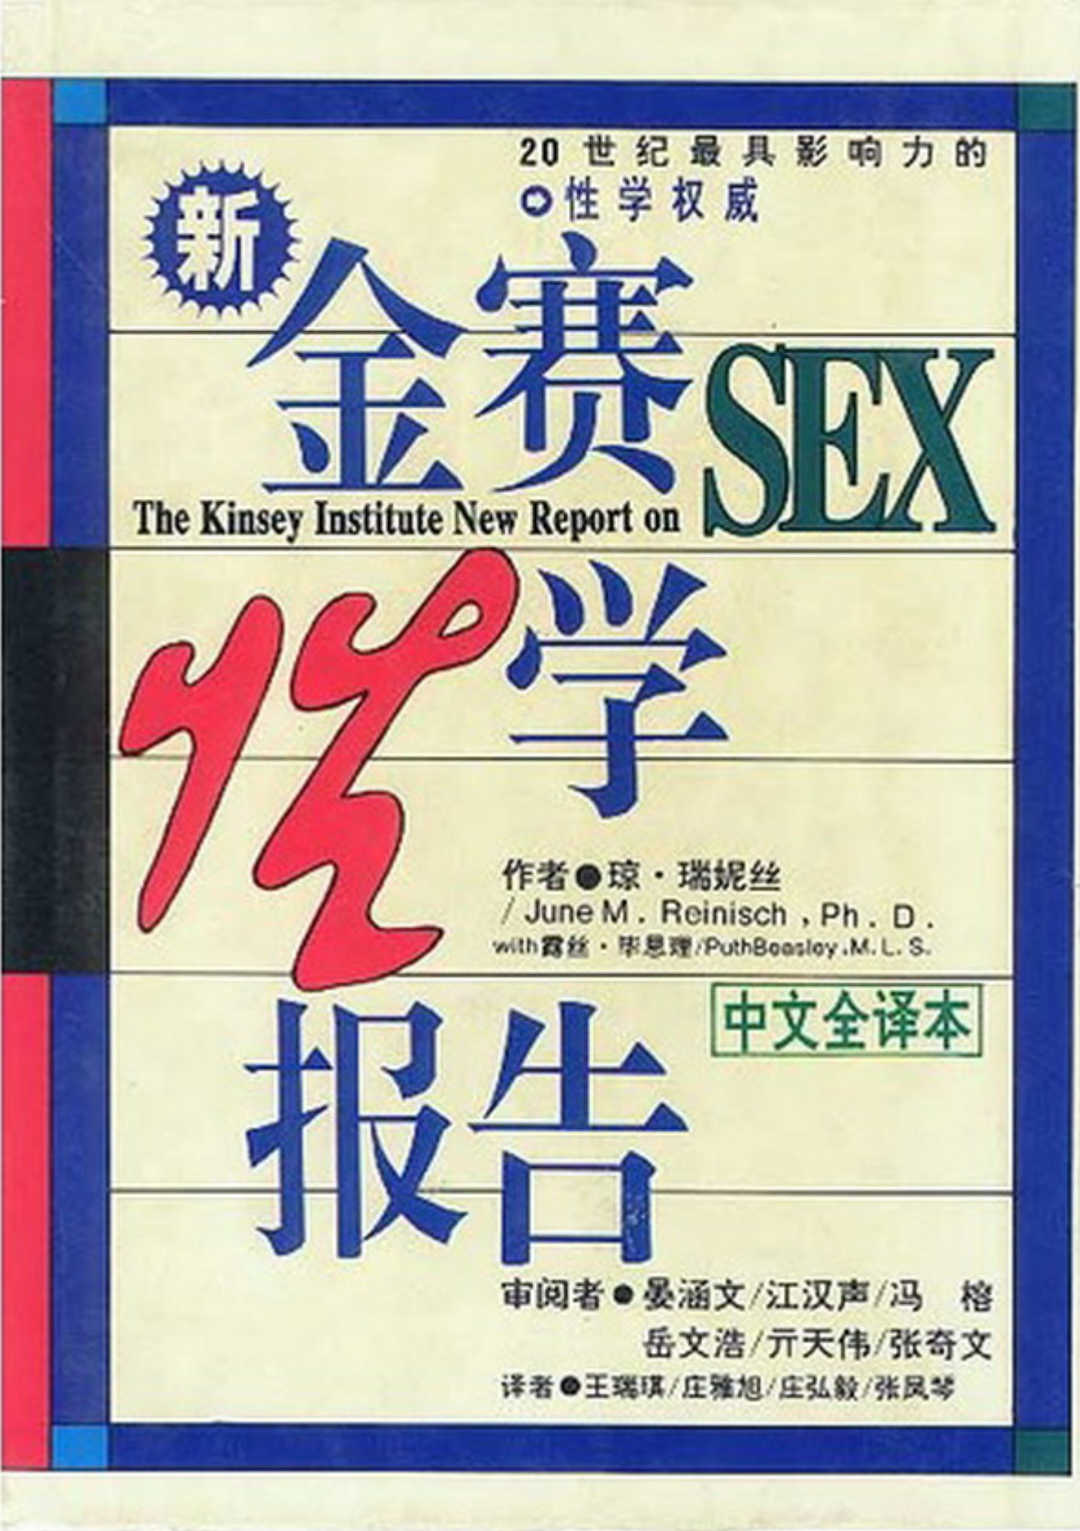 20世纪最具影响力的
性学权威
新
金赛
The Kinsey Institute New Report on SEX
性学
作者●琼·瑞妮丝
/June M. Reinisch, Ph. D.
with露丝·毕思理/PuthBeasley.M.L.S.
中文全译本
报告
审阅者●晏涵文/江汉声/冯 榕
岳文浩/亓天伟/张奇文
译者●王瑞琪/庄雅旭/庄弘毅/张凤琴